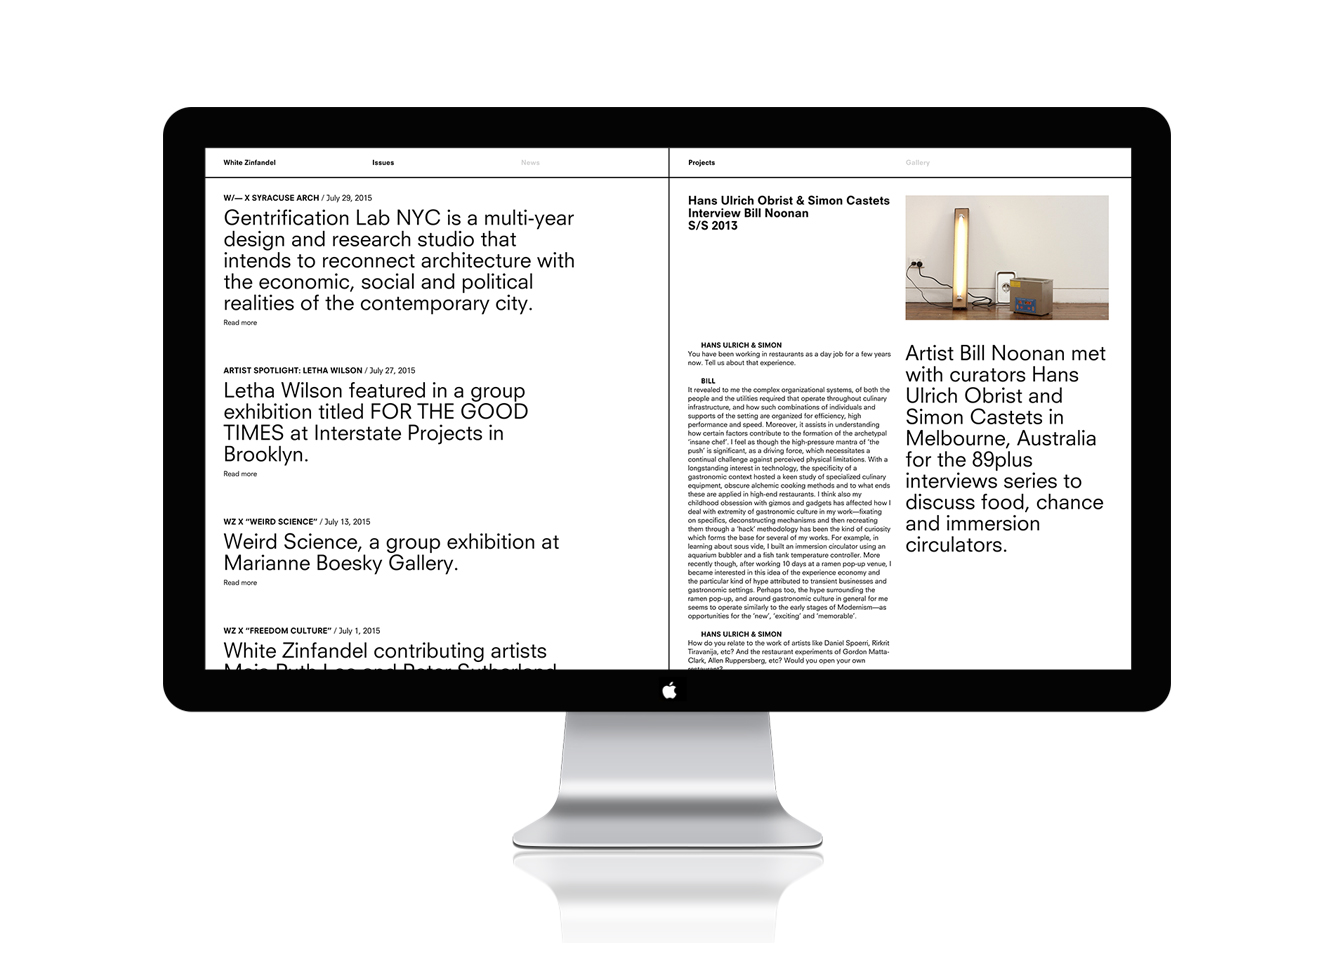 White Zinfandel
Issues
News
Projects
Gallery
W/— X SYRACUSE ARCH / July 29, 2015
Gentrification Lab NYC is a multi-year
design and research studio that
intends to reconnect architecture with
the economic, social and political
realities of the contemporary city.
Read more
ARTIST SPOTLIGHT: LETHA WILSON / July 27, 2015
Letha Wilson featured in a group
exhibition titled FOR THE GOOD
TIMES at Interstate Projects in
Brooklyn.
Read more
WZ X “WEIRD SCIENCE” / July 13, 2015
Weird Science, a group exhibition at
Marianne Boesky Gallery.
Read more
WZ X “FREEDOM CULTURE” / July 1, 2015
White Zinfandel contributing artists
Hans Ulrich Obrist & Simon Castets
Interview Bill Noonan
S/S 2013
HANS ULRICH & SIMON
You have been working in restaurants as a day job for a few years
now. Tell us about that experience.
BILL
It revealed to me the complex organizational systems, of both the
people and the utilities required that operate throughout culinary
infrastructure, and how such combinations of individuals and
supports of the setting are organized for efficiency, high
performance and speed. Moreover, it assists in understanding
how certain factors contribute to the formation of the archetypal
‘insane chef’. I feel as though the high-pressure mantra of ‘the
push’ is significant, as a driving force, which necessitates a
continual challenge against perceived physical limitations. With a
longstanding interest in technology, the specificity of a
gastronomic context hosted a keen study of specialized culinary
equipment, obscure alchemic cooking methods and to what ends
these are applied in high-end restaurants. I think also my
childhood obsession with gizmos and gadgets has affected how I
deal with extremity of gastronomic culture in my work—fixating
on specifics, deconstructing mechanisms and then recreating
them through a ‘hack’ methodology has been the kind of curiosity
which forms the base for several of my works. For example, in
learning about sous vide, I built an immersion circulator using an
aquarium bubbler and a fish tank temperature controller. More
recently though, after working 10 days at a ramen pop-up venue, I
became interested in this idea of the experience economy and
the particular kind of hype attributed to transient businesses and
gastronomic settings. Perhaps too, the hype surrounding the
ramen pop-up, and around gastronomic culture in general for me
seems to operate similarly to the early stages of Modernism—as
opportunities for the ‘new’, ‘exciting’ and ‘memorable’.
HANS ULRICH & SIMON
How do you relate to the work of artists like Daniel Spoerri, Rirkrit
Tiravanija, etc? And the restaurant experiments of Gordon Matta-
Clark, Allen Ruppersberg, etc? Would you open your own
restaurant?
Artist Bill Noonan met
with curators Hans
Ulrich Obrist and
Simon Castets in
Melbourne, Australia
for the 89plus
interviews series to
discuss food, chance
and immersion
circulators.